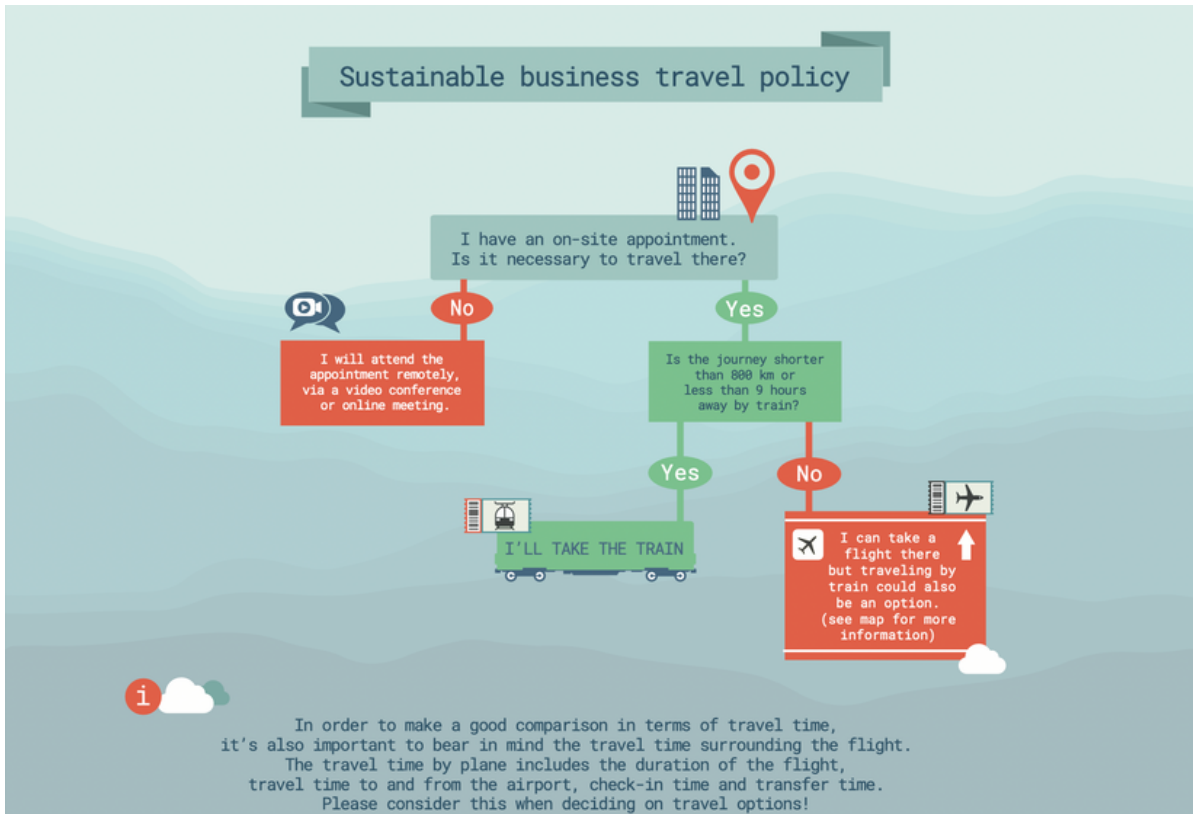 Sustainable business travel policy
I have an on-site appointment.
Is it necessary to travel there?
No
Yes
I will attend the
appointment remotely,
via a video conference
or online meeting.
Is the journey shorter
than 800 km or
less than 9 hours
away by train?
Yes
No
I'LL TAKE THE TRAIN
I can take a
flight there
but traveling by
train could also
be an option.
(see map for more
information)
i
In order to make a good comparison in terms of travel time,
it's also important to bear in mind the travel time surrounding the flight.
The travel time by plane includes the duration of the flight,
travel time to and from the airport, check-in time and transfer time.
Please consider this when deciding on travel options!